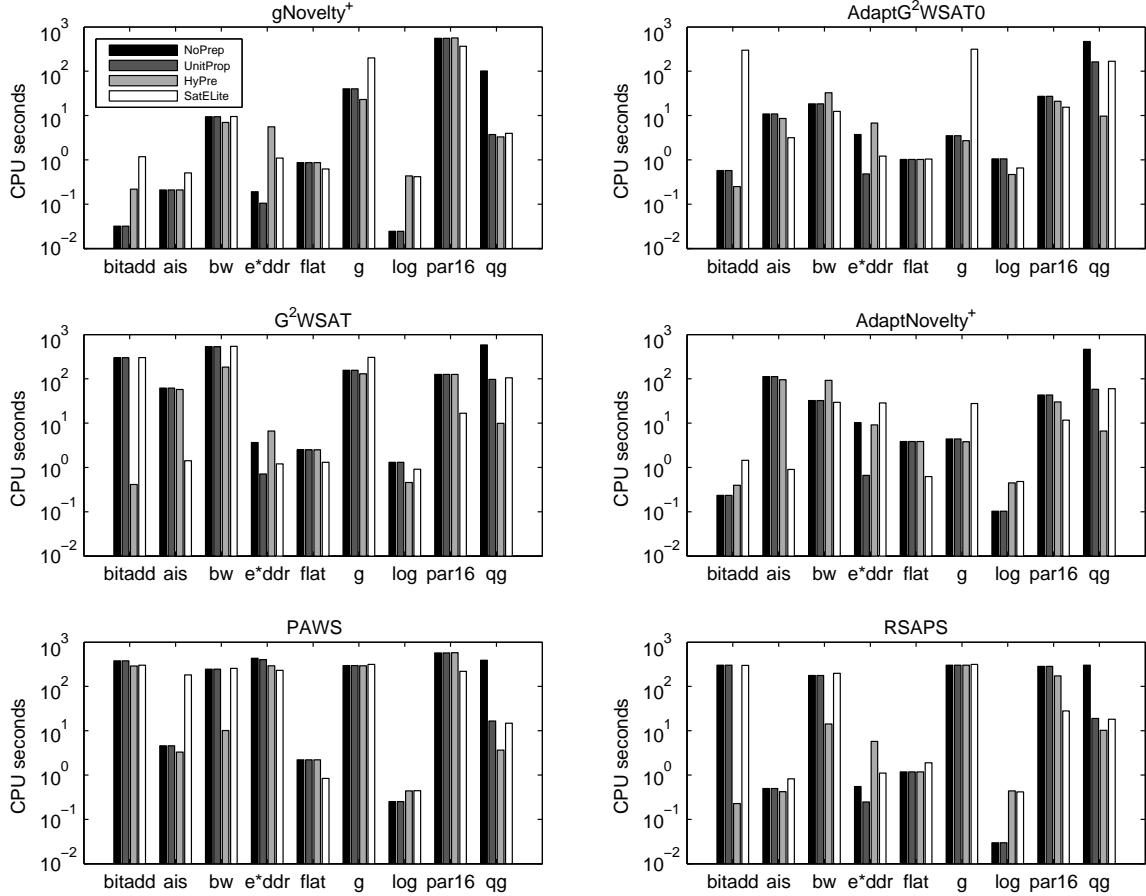 gNovelty⁺
CPU seconds
10³
10²
10¹
10⁰
10⁻¹
10⁻²
NoPrep
UnitProp
HyPre
SatELite
bitadd ais bw e*ddr flat g log par16 qg
AdaptG²WSAT0
CPU seconds
10³
10²
10¹
10⁰
10⁻¹
10⁻²
bitadd ais bw e*ddr flat g log par16 qg
G²WSAT
CPU seconds
10³
10²
10¹
10⁰
10⁻¹
10⁻²
bitadd ais bw e*ddr flat g log par16 qg
AdaptNovelty⁺
CPU seconds
10³
10²
10¹
10⁰
10⁻¹
10⁻²
bitadd ais bw e*ddr flat g log par16 qg
PAWS
CPU seconds
10³
10²
10¹
10⁰
10⁻¹
10⁻²
bitadd ais bw e*ddr flat g log par16 qg
RSAPS
CPU seconds
10³
10²
10¹
10⁰
10⁻¹
10⁻²
bitadd ais bw e*ddr flat g log par16 qg